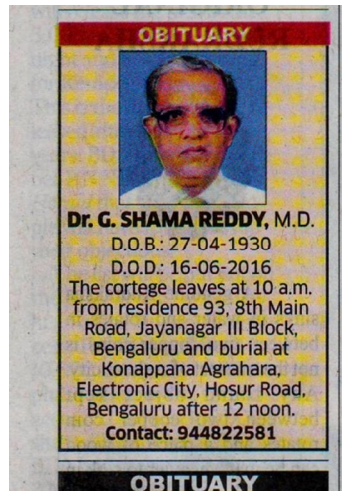 OBITUARY
Dr. G. SHAMA REDDY, M.D.
D.O.B.: 27-04-1930
D.O.D.: 16-06-2016
The cortege leaves at 10 a.m.
from residence 93, 8th Main
Road, Jayanagar III Block,
Bengaluru and burial at
Konappana Agrahara,
Electronic City, Hosur Road,
Bengaluru after 12 noon.
Contact: 944822581
OBITUARY